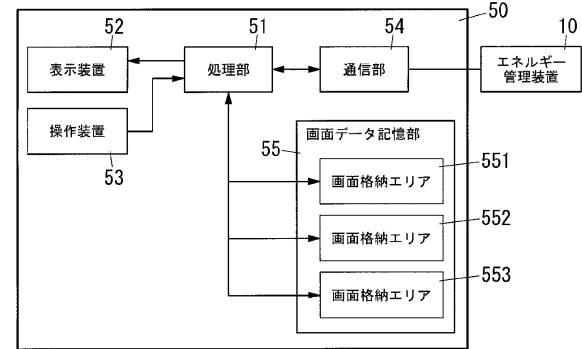 50
52
51
54
10
表示装置
処理部
通信部
エネルギー
管理装置
操作装置
53
55
画面データ記憶部
551
画面格納エリア
552
画面格納エリア
553
画面格納エリア